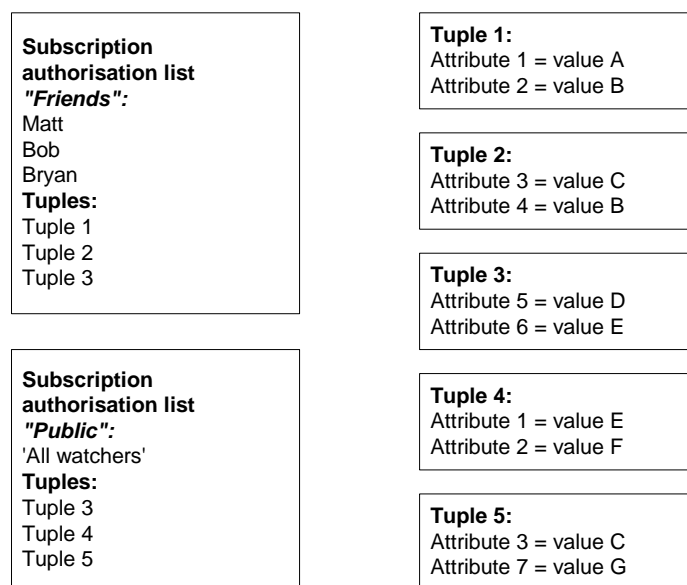 Subscription
authorisation list
"Friends":
Matt
Bob
Bryan
Tuples:
Tuple 1
Tuple 2
Tuple 3
Subscription
authorisation list
"Public":
'All watchers'
Tuples:
Tuple 3
Tuple 4
Tuple 5
Tuple 1:
Attribute 1 = value A
Attribute 2 = value B
Tuple 2:
Attribute 3 = value C
Attribute 4 = value B
Tuple 3:
Attribute 5 = value D
Attribute 6 = value E
Tuple 4:
Attribute 1 = value E
Attribute 2 = value F
Tuple 5:
Attribute 3 = value C
Attribute 7 = value G